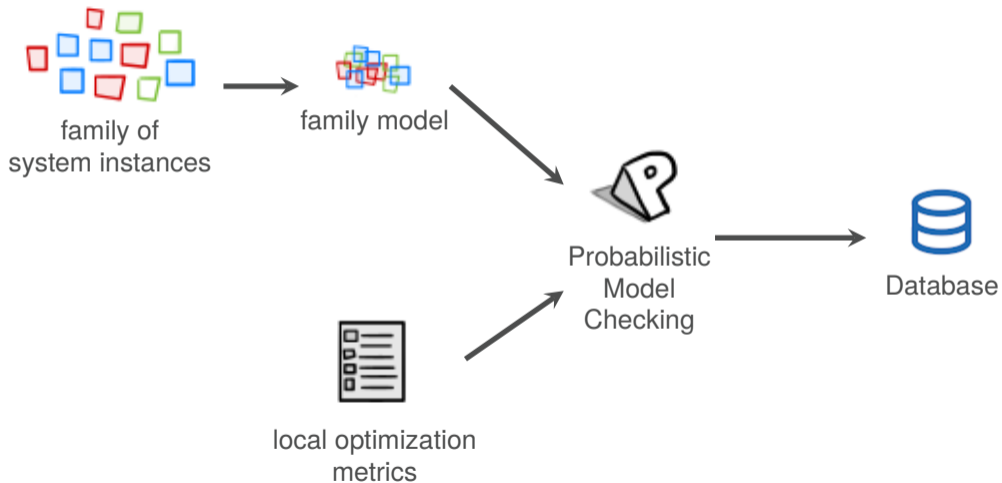 family of
system instances
family model
Probabilistic
Model
Checking
Database
local optimization
metrics